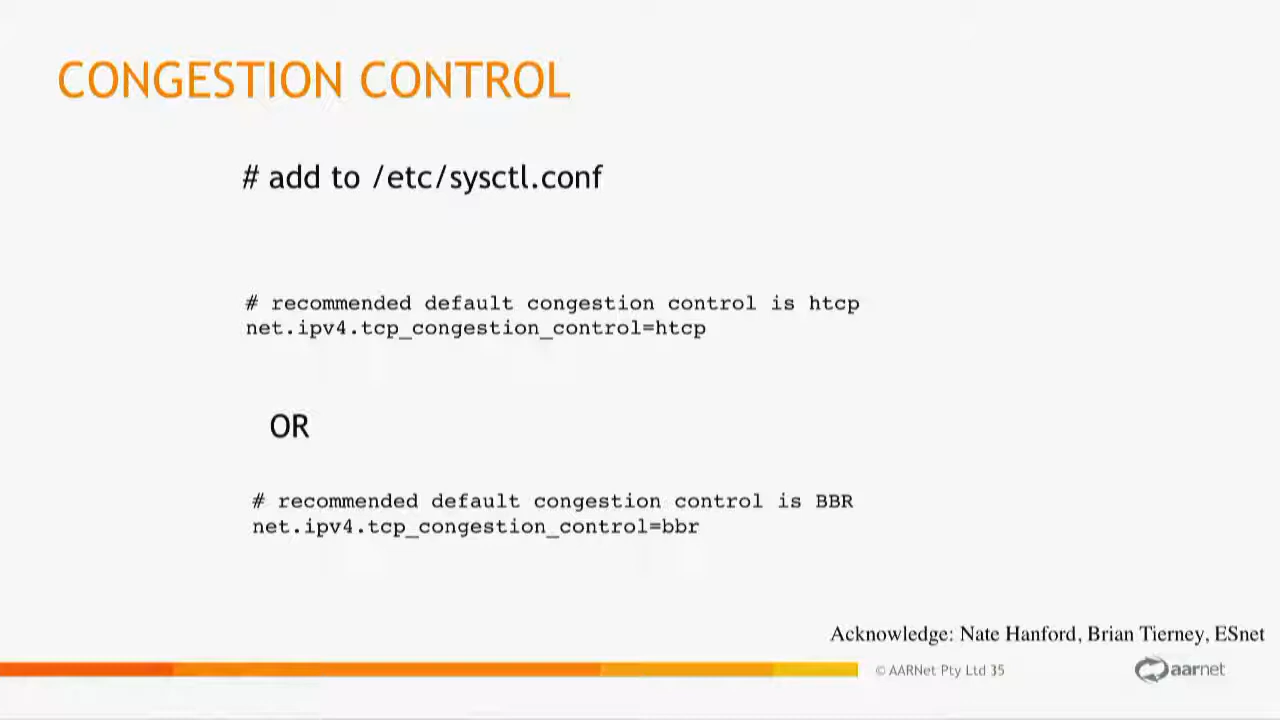 CONGESTION CONTROL
# add to /etc/sysctl.conf
# recommended default congestion control is htcp
net.ipv4.tcp_congestion_control=htcp
OR
# recommended default congestion control is BBR
net.ipv4.tcp_congestion_control=bbr
Acknowledge: Nate Hanford, Brian Tierney, ESnet
© AARNet Pty Ltd 35
aarnet